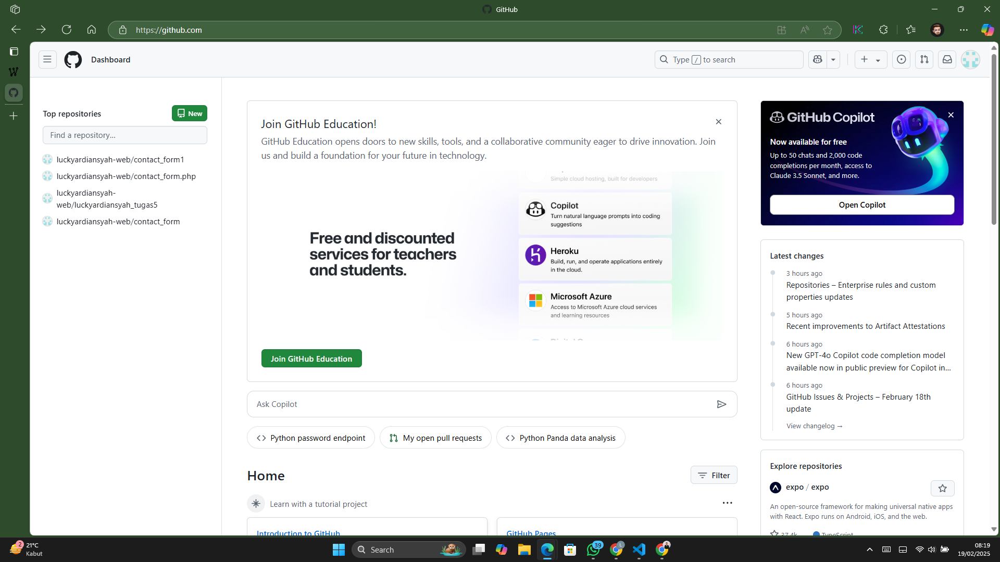 GitHub
https://github.com
Dashboard
Type / to search
Top repositories
New
Find a repository...
luckyardiansyah-web/contact_form1
luckyardiansyah-web/contact_form.php
luckyardiansyah-
web/luckyardiansyah_tugas5
luckyardiansyah-web/contact_form
Join GitHub Education!
GitHub Education opens doors to new skills, tools, and a collaborative community eager to drive innovation. Join
us and build a foundation for your future in technology.
Free and discounted
services for teachers
and students.
Simple cloud hosting, built for developers
Copilot
Turn natural language prompts into coding
suggestions
Heroku
Build, run, and operate applications entirely
in the cloud.
Microsoft Azure
Access to Microsoft Azure cloud services
and learning resources
Join GitHub Education
Ask Copilot
Python password endpoint
My open pull requests
Python Panda data analysis
Home
Filter
Learn with a tutorial project
Introduction to GitHub
GitHub Pages
GitHub Copilot
Now available for free
Up to 50 chats and 2,000 code
completions per month, access to
Claude 3.5 Sonnet, and more.
Open Copilot
Latest changes
3 hours ago
Repositories – Enterprise rules and custom
properties updates
5 hours ago
Recent improvements to Artifact Attestations
6 hours ago
New GPT-4o Copilot code completion model
available now in public preview for Copilot in...
6 hours ago
GitHub Issues & Projects – February 18th
update
View changelog →
Explore repositories
expo / expo
An open-source framework for making universal native apps
with React. Expo runs on Android, iOS, and the web.
37.4k
TypeScript
2
21°C
Kabut
Search
39
L
08:19
19/02/2025